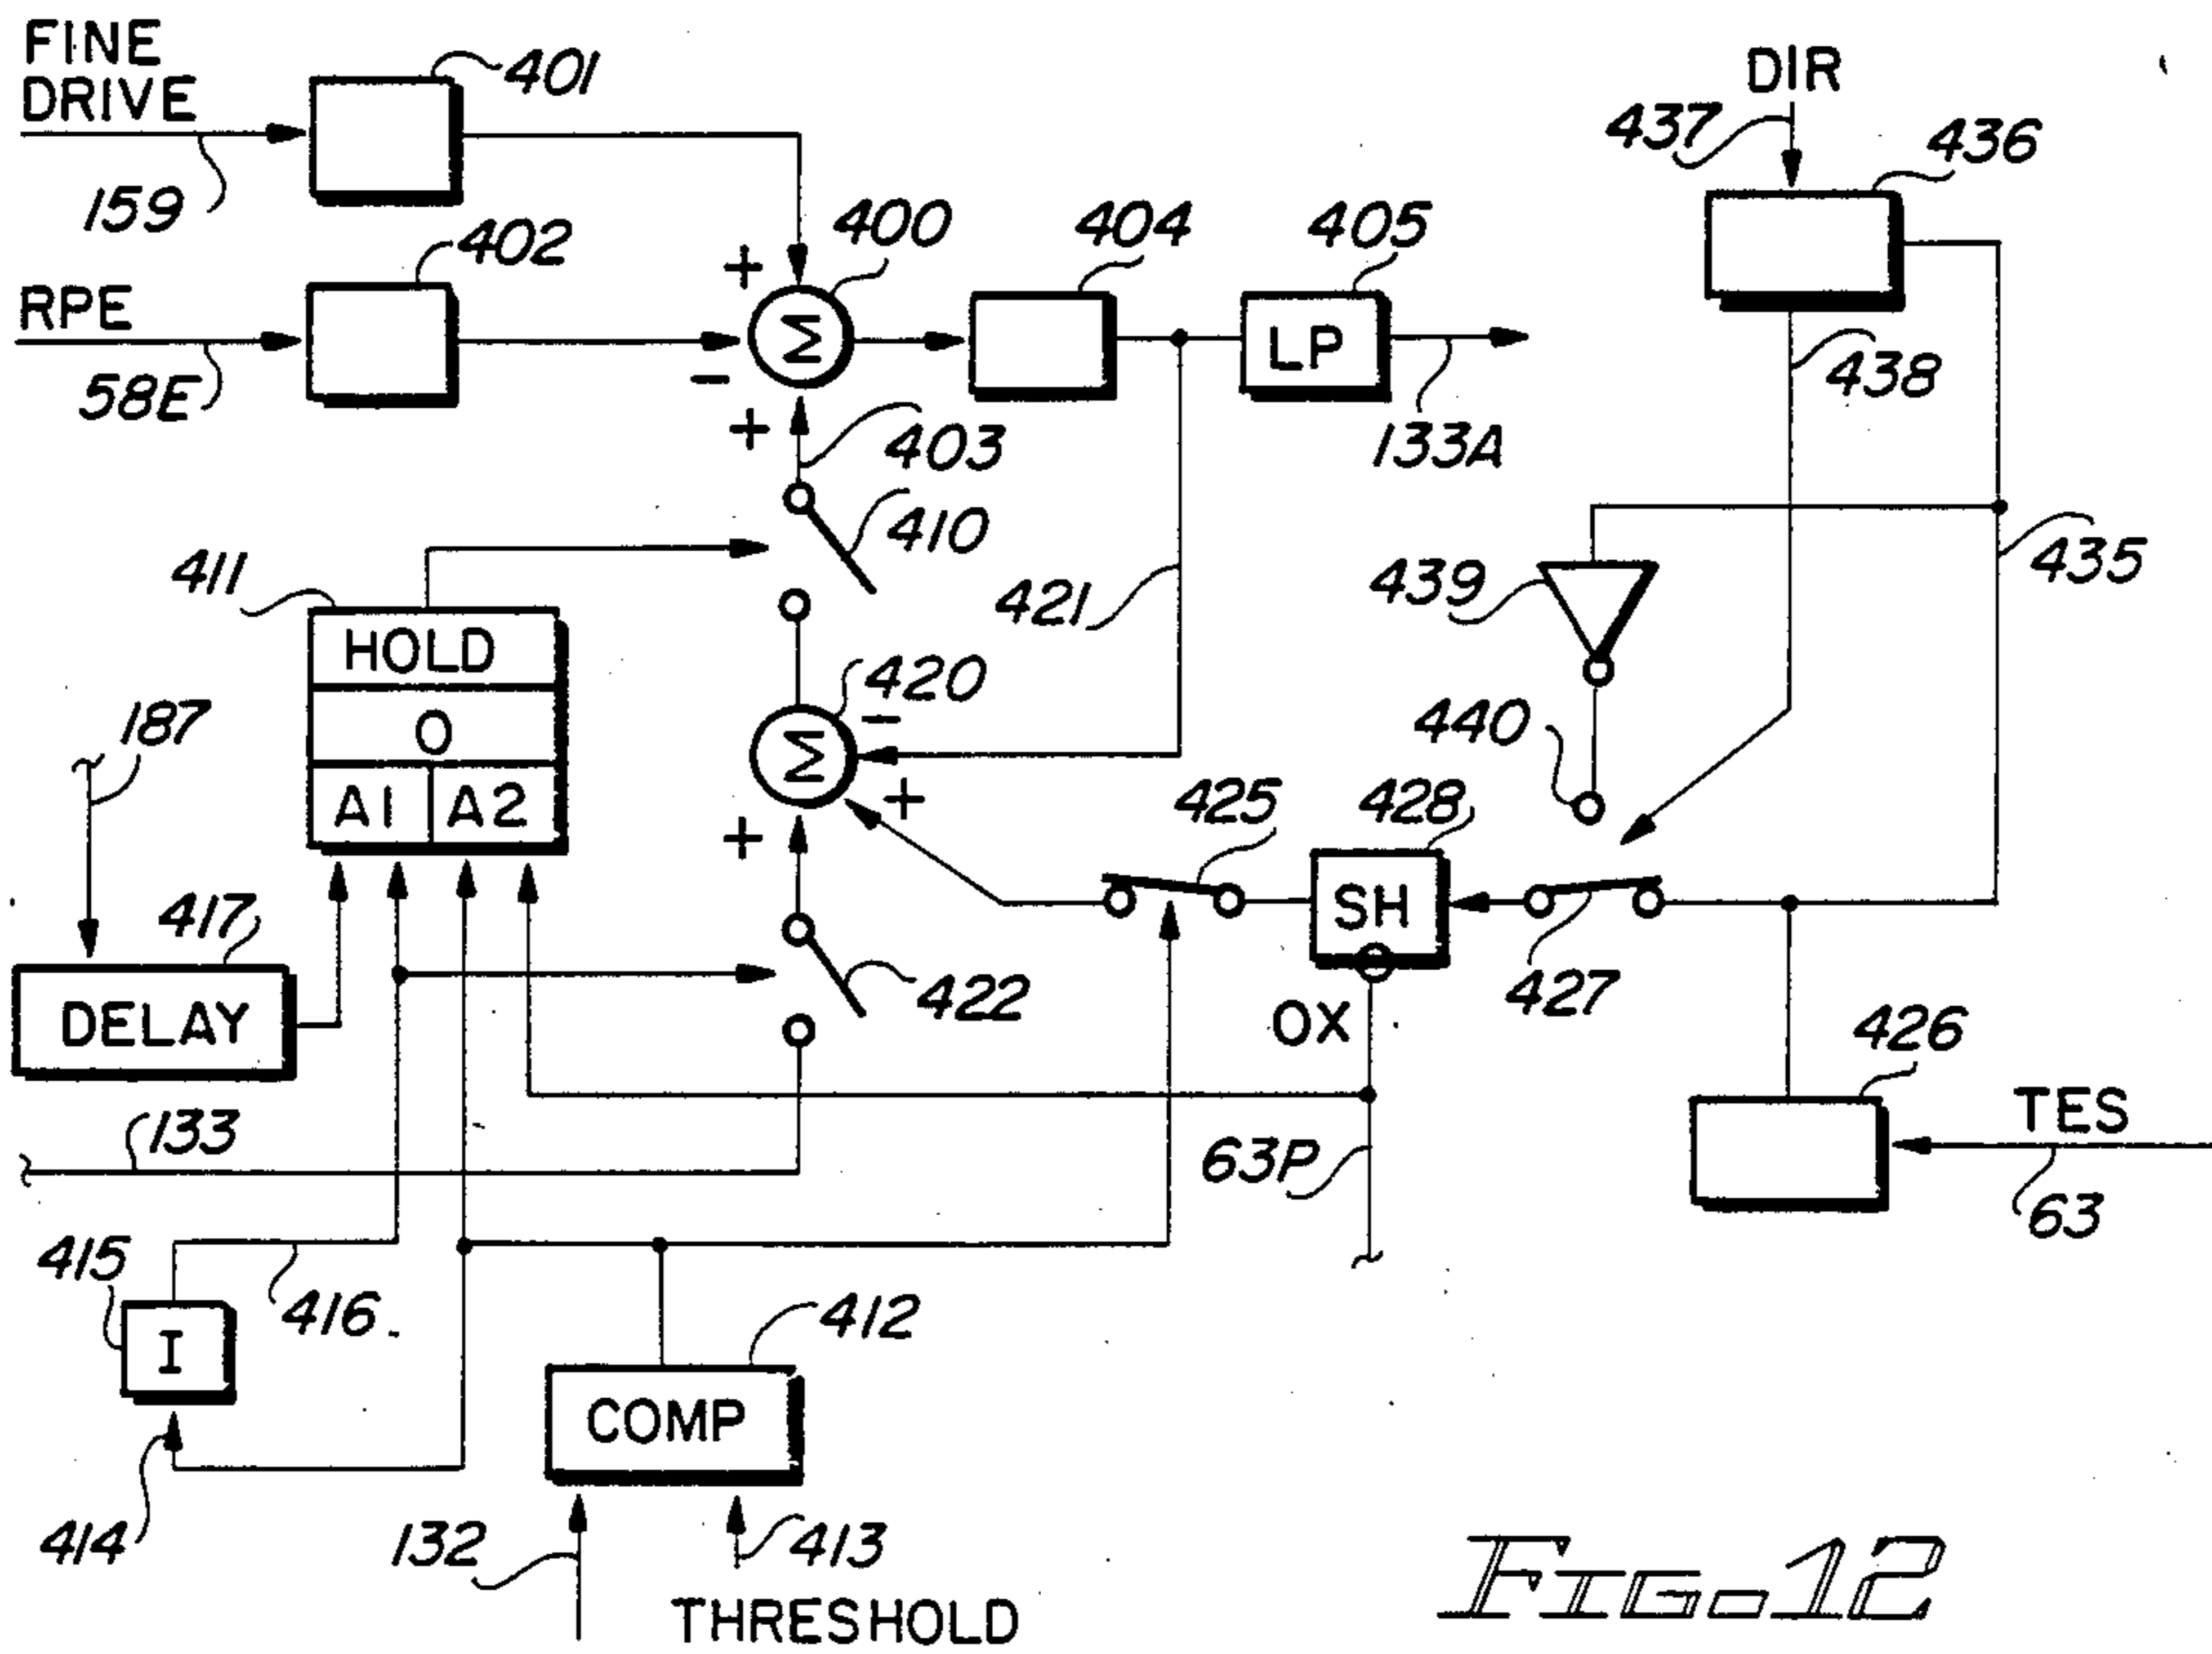 FINE
DRIVE
401
159
402
RPE
58E
+
400
-
+
403
404
405
LP
133A
Σ
DIR
437
436
438
435
410
411
HOLD
O
A1 A2
421
439
440
420
-
Σ
+
+
187
417
DELAY
425
428
SH
427
422
OX
426
TES
63
133
63P
415
I
416
412
COMP
414
132
413
THRESHOLD
FIG. 12